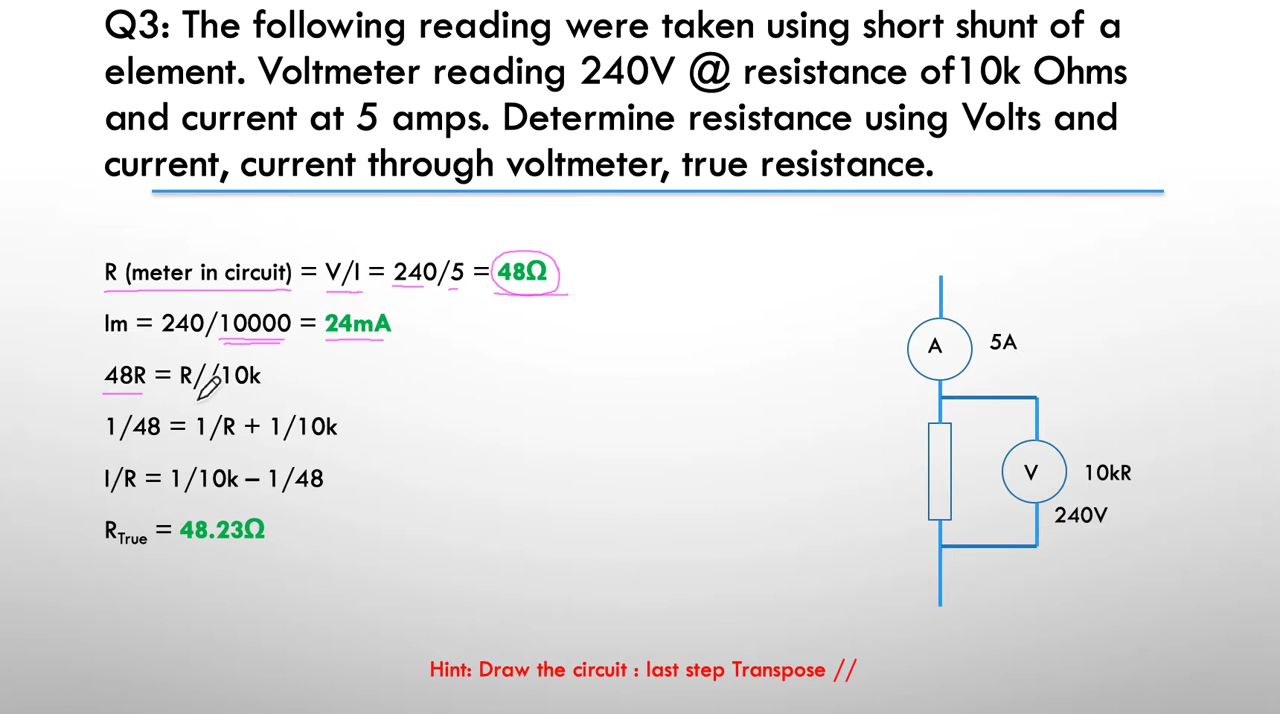 Q3: The following reading were taken using short shunt of a
element. Voltmeter reading 240V @ resistance of10k Ohms
and current at 5 amps. Determine resistance using Volts and
current, current through voltmeter, true resistance.
R (meter in circuit) = V/I = 240/5 = 48Ω
Im = 240/10000 = 24mA
48R = R//10k
1/48 = 1/R + 1/10k
I/R = 1/10k – 1/48
RTrue = 48.23Ω
A
5A
V
10kR
240V
Hint: Draw the circuit : last step Transpose //